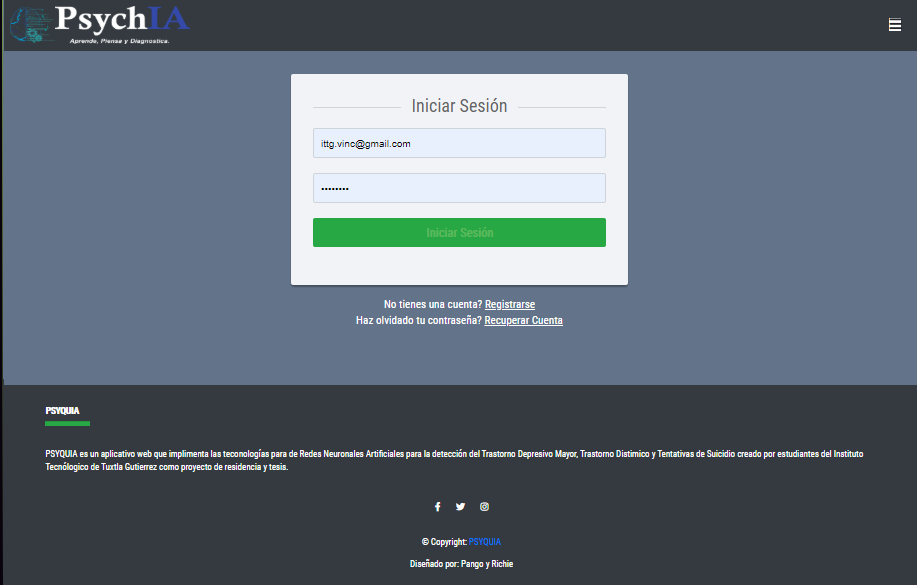 PsychIA
Aprende, Piensa y Diagnostica.
Iniciar Sesión
ittg.vinc@gmail.com
••••••••
Iniciar Sesión
No tienes una cuenta? Registrarse
Haz olvidado tu contraseña? Recuperar Cuenta
PSYQUIA
PSYQUIA es un aplicativo web que implimenta las teconologías para de Redes Neuronales Artificiales para la detección del Trastorno Depresivo Mayor, Trastorno Distimico y Tentativas de Suicidio creado por estudiantes del Instituto
Tecnólogico de Tuxtla Gutierrez como proyecto de residencia y tesis.
© Copyright: PSYQUIA
Diseñado por: Pango y Richie